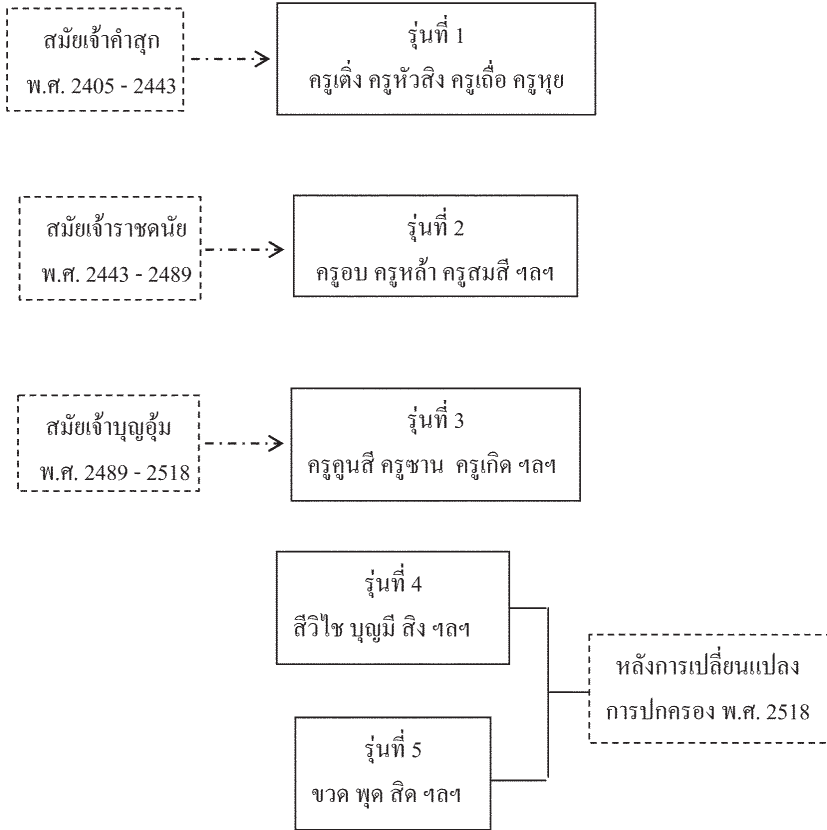 สมัยเจ้าคำสุก
พ.ศ. 2405 - 2443
รุ่นที่ 1
ครูเติ่ง ครูหัวสิง ครูเถื่อ ครูหุย
สมัยเจ้าราชดนัย
พ.ศ. 2443 - 2489
รุ่นที่ 2
ครูอบ ครูหล้า ครูสมสี ฯลฯ
สมัยเจ้าบุญอุ้ม
พ.ศ. 2489 - 2518
รุ่นที่ 3
ครูคูนสี ครูซาน ครูเกิด ฯลฯ
รุ่นที่ 4
สีวิไช บุญมี สิง ฯลฯ
หลังการเปลี่ยนแปลง
การปกครอง พ.ศ. 2518
รุ่นที่ 5
ขวด พุด สิด ฯลฯ